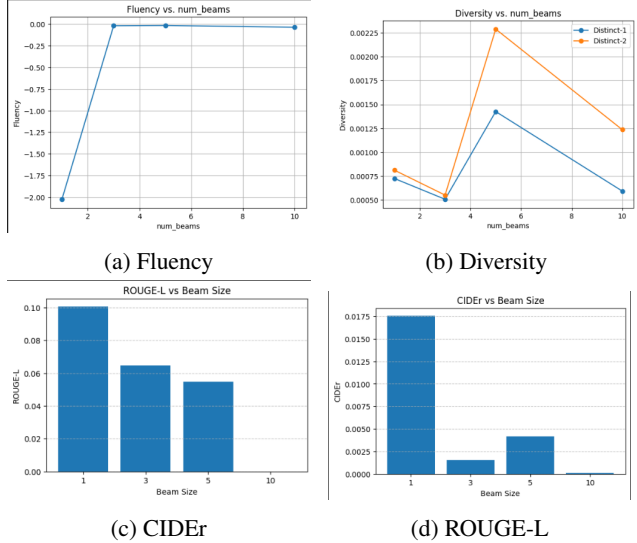 Fluency vs. num_beams
0.00
−0.25
−0.50
−0.75
−1.00
−1.25
−1.50
−1.75
−2.00
Fluency
2
4
6
8
10
num_beams
(a) Fluency
Diversity vs. num_beams
Distinct-1
Distinct-2
0.00225
0.00200
0.00175
0.00150
0.00125
0.00100
0.00075
0.00050
Diversity
2
4
6
8
10
num_beams
(b) Diversity
ROUGE-L vs Beam Size
0.10
0.08
0.06
0.04
0.02
0.00
ROUGE-L
1
3
5
10
Beam Size
(c) CIDEr
CIDEr vs Beam Size
0.0175
0.0150
0.0125
0.0100
0.0075
0.0050
0.0025
0.0000
CIDEr
1
3
5
10
Beam Size
(d) ROUGE-L